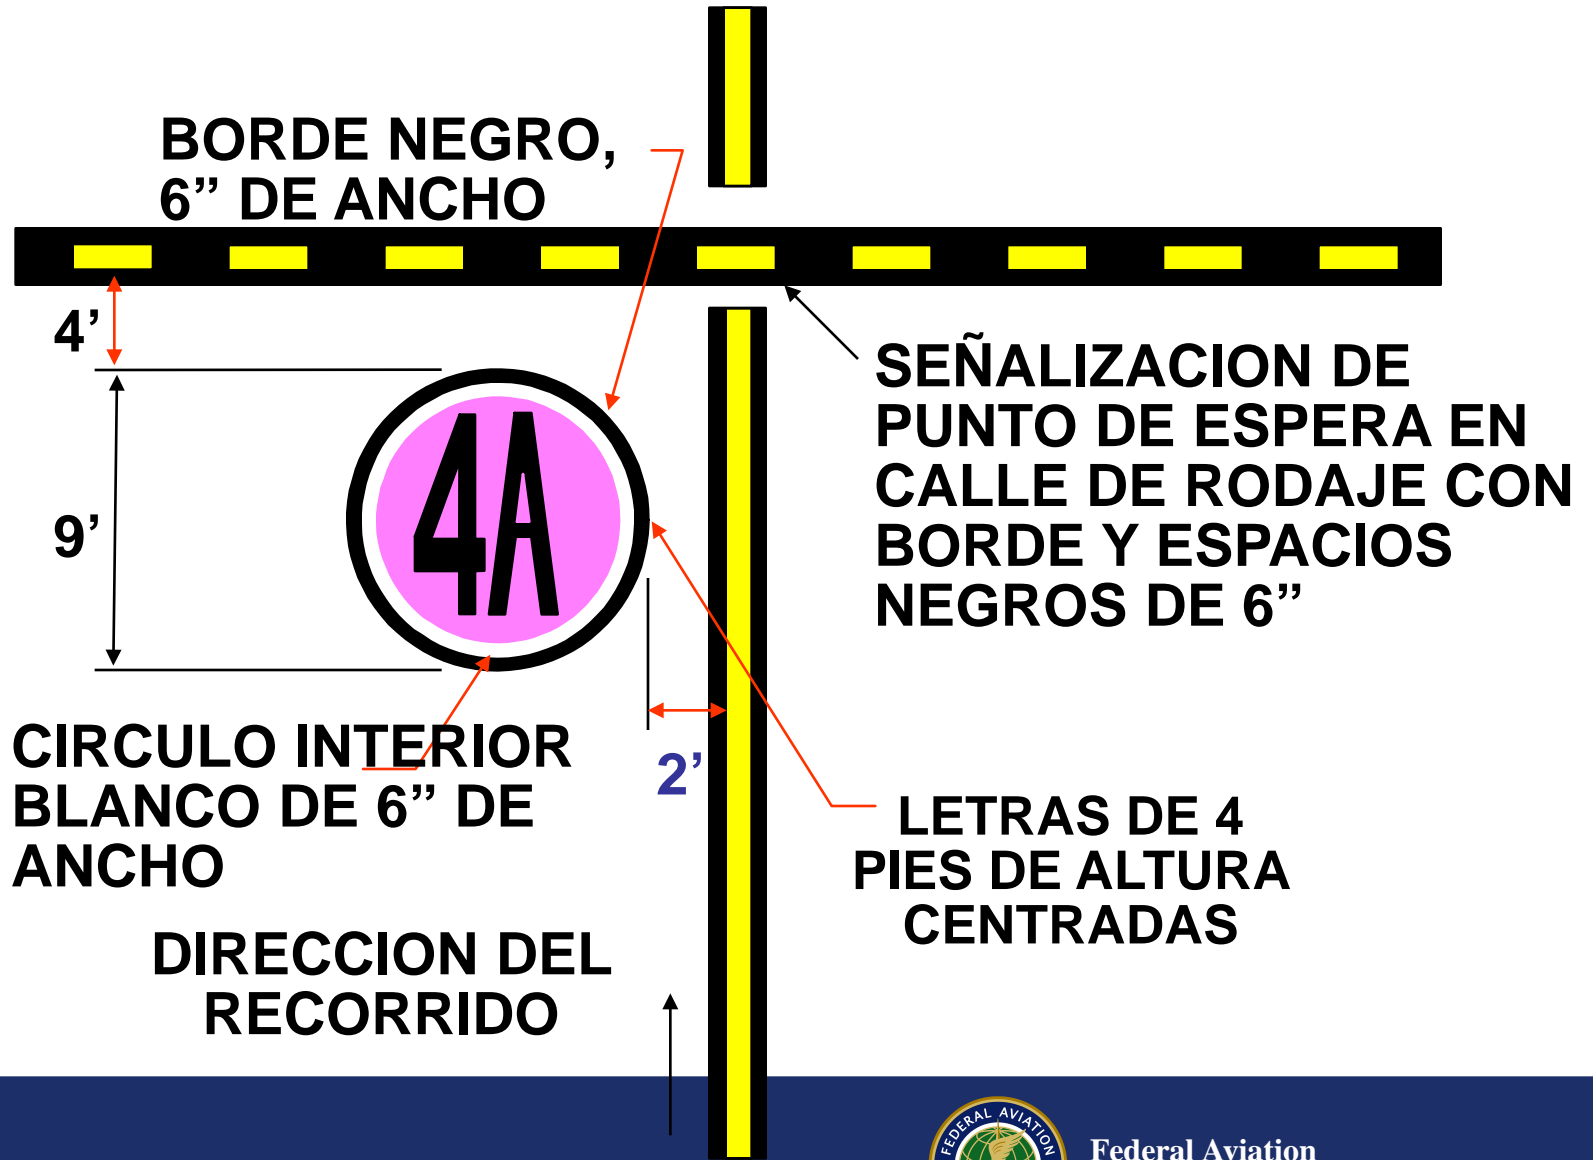 BORDE NEGRO,
6” DE ANCHO
4’
SEÑALIZACION DE
PUNTO DE ESPERA EN
CALLE DE RODAJE CON
BORDE Y ESPACIOS
NEGROS DE 6”
4A
9’
CIRCULO INTERIOR
BLANCO DE 6” DE
ANCHO
2’
LETRAS DE 4
PIES DE ALTURA
CENTRADAS
DIRECCION DEL
RECORRIDO
FEDERAL AVIATION
Federal Aviation